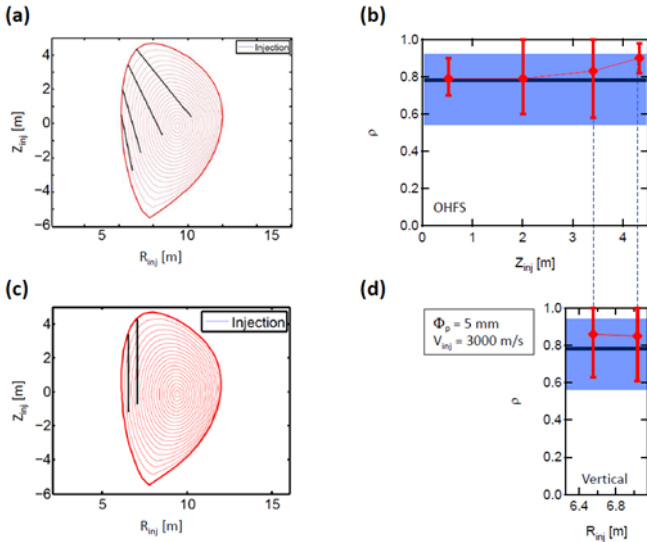 (a)
4
2
0
−2
−4
−6
Z_inj [m]
5
10
15
R_inj [m]
Injection
(b)
1.0
0.8
0.6
0.4
0.2
0.0
ρ
OHFS
0
1
2
3
4
Z_inj [m]
(c)
4
2
0
−2
−4
−6
Z_inj [m]
5
10
15
R_inj [m]
Injection
(d)
Φ_p = 5 mm
V_inj = 3000 m/s
1.0
0.8
0.6
0.4
0.2
0.0
ρ
Vertical
6.4
6.8
R_inj [m]